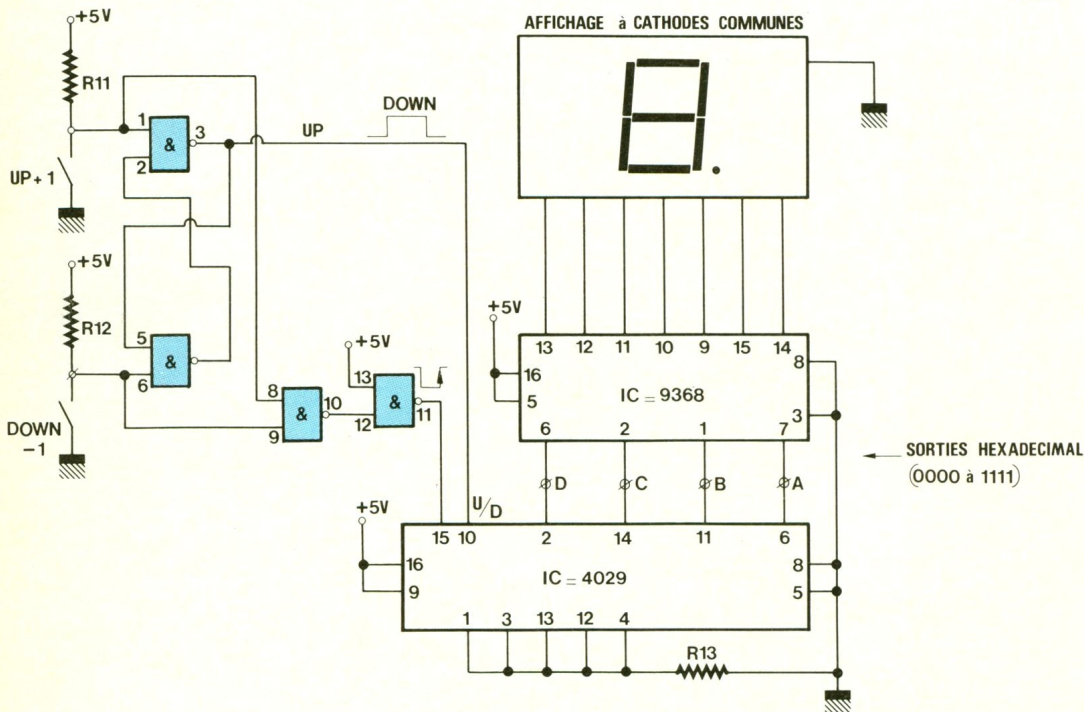 +5V
AFFICHAGE à CATHODES COMMUNES
R11
DOWN
1
3
UP
&
2
UP + 1
+5V
R12
5
&
6
+5V
+5V
13 12 11 10 9 15 14
13
8
16
8
10
&
11
5
IC = 9368
3
&
9
12
6 2 1 7
DOWN
-1
SORTIES HEXADECIMAL
(0000 à 1111)
D C B A
+5V
U/D
15 10 2 14 11 6
16
8
IC = 4029
9
5
1 3 13 12 4
R13